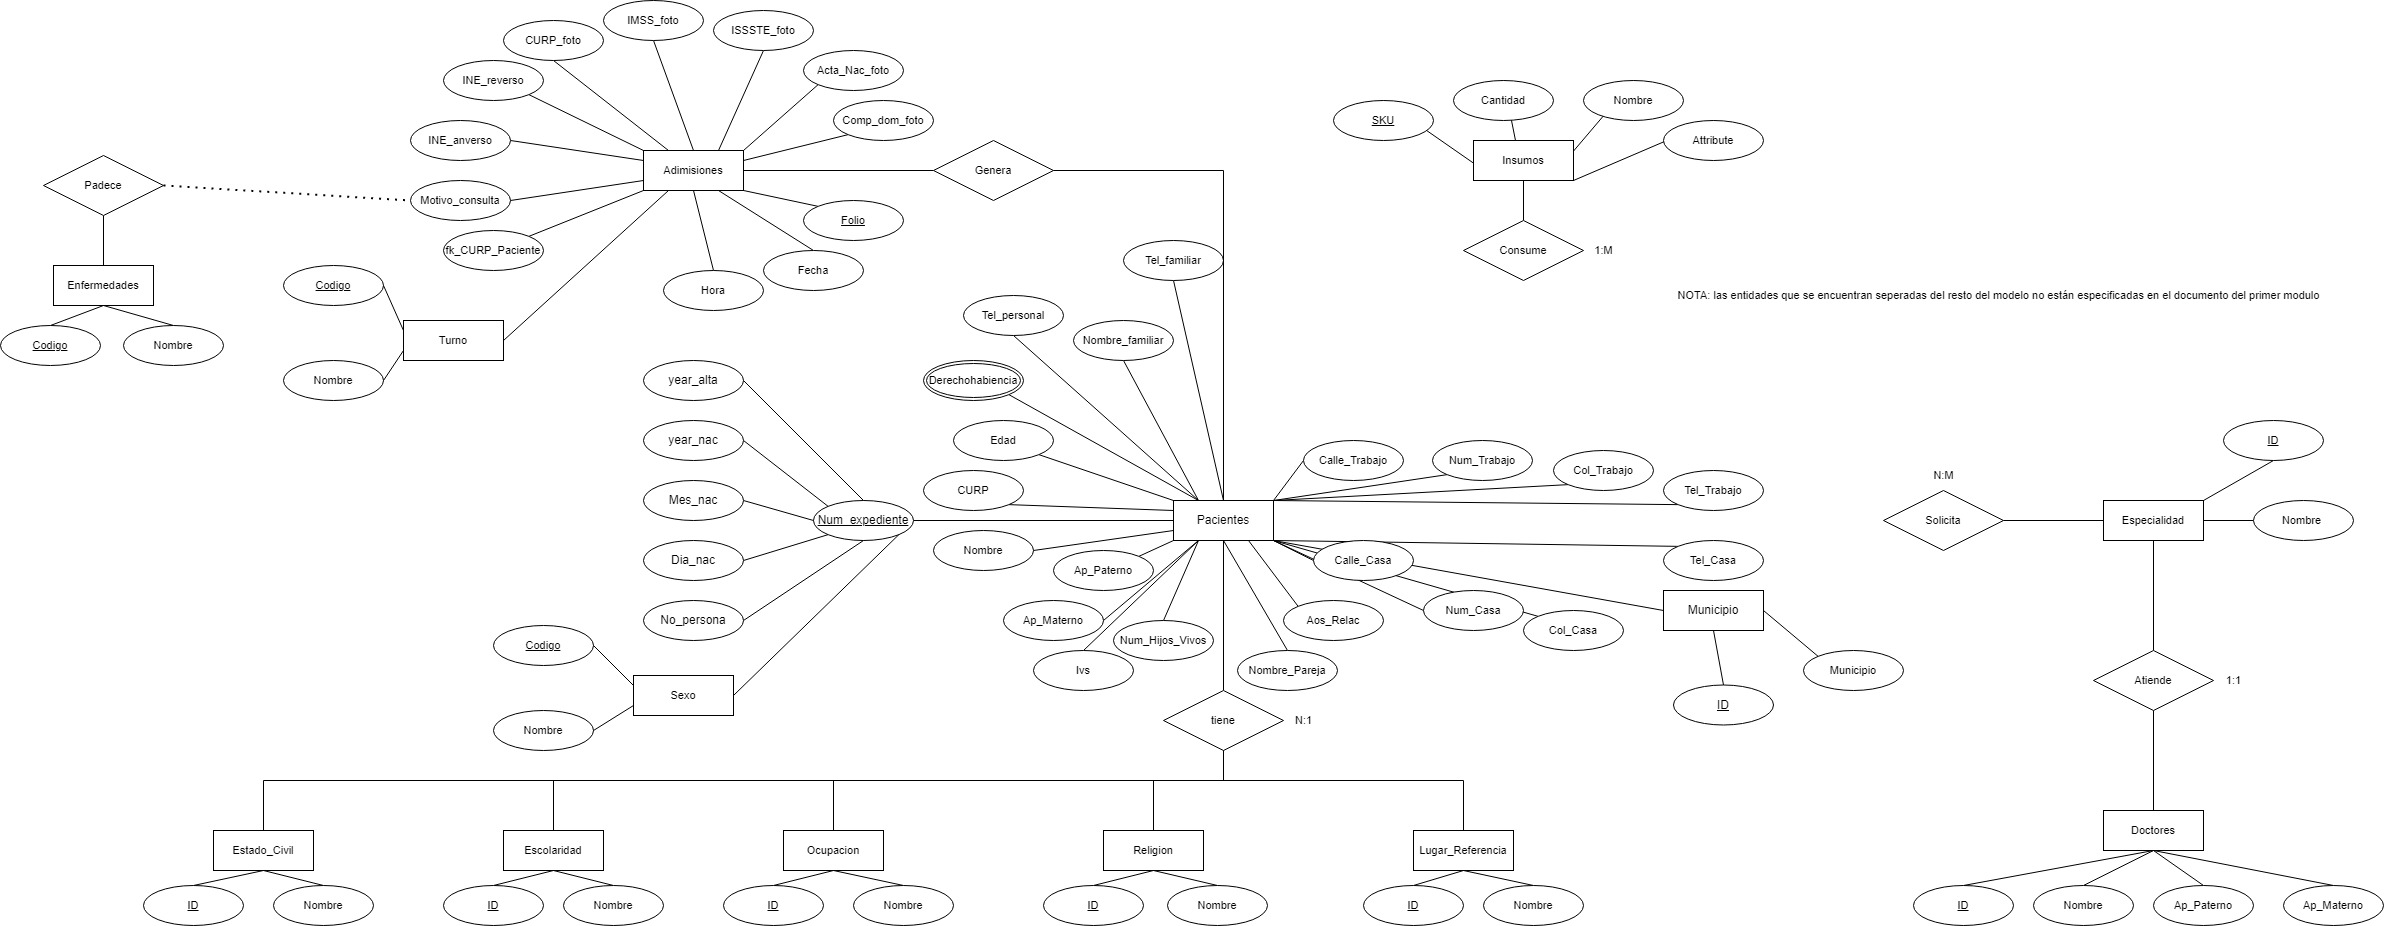 IMSS_foto
ISSSTE_foto
CURP_foto
Acta_Nac_foto
INE_reverso
Comp_dom_foto
INE_anverso
Adimisiones
Genera
Padece
Motivo_consulta
Folio
fk_CURP_Paciente
Fecha
Hora
Enfermedades
Codigo
Nombre
Codigo
Turno
Nombre
SKU
Cantidad
Nombre
Attribute
Insumos
Consume
1:M
NOTA: las entidades que se encuentran seperadas del resto del modelo no están especificadas en el documento del primer modulo
Tel_familiar
Tel_personal
Nombre_familiar
Derechohabiencia
Edad
CURP
Nombre
Ap_Paterno
Ap_Materno
Ivs
Num_Hijos_Vivos
Nombre_Pareja
Aos_Relac
Pacientes
Calle_Trabajo
Num_Trabajo
Col_Trabajo
Tel_Trabajo
Calle_Casa
Tel_Casa
Num_Casa
Col_Casa
Municipio
Municipio
ID
year_alta
year_nac
Mes_nac
Num_expediente
Dia_nac
No_persona
Codigo
Sexo
Nombre
tiene
N:1
Estado_Civil
ID
Nombre
Escolaridad
ID
Nombre
Ocupacion
ID
Nombre
Religion
ID
Nombre
Lugar_Referencia
ID
Nombre
N:M
Solicita
Especialidad
ID
Nombre
Atiende
1:1
Doctores
ID
Nombre
Ap_Paterno
Ap_Materno